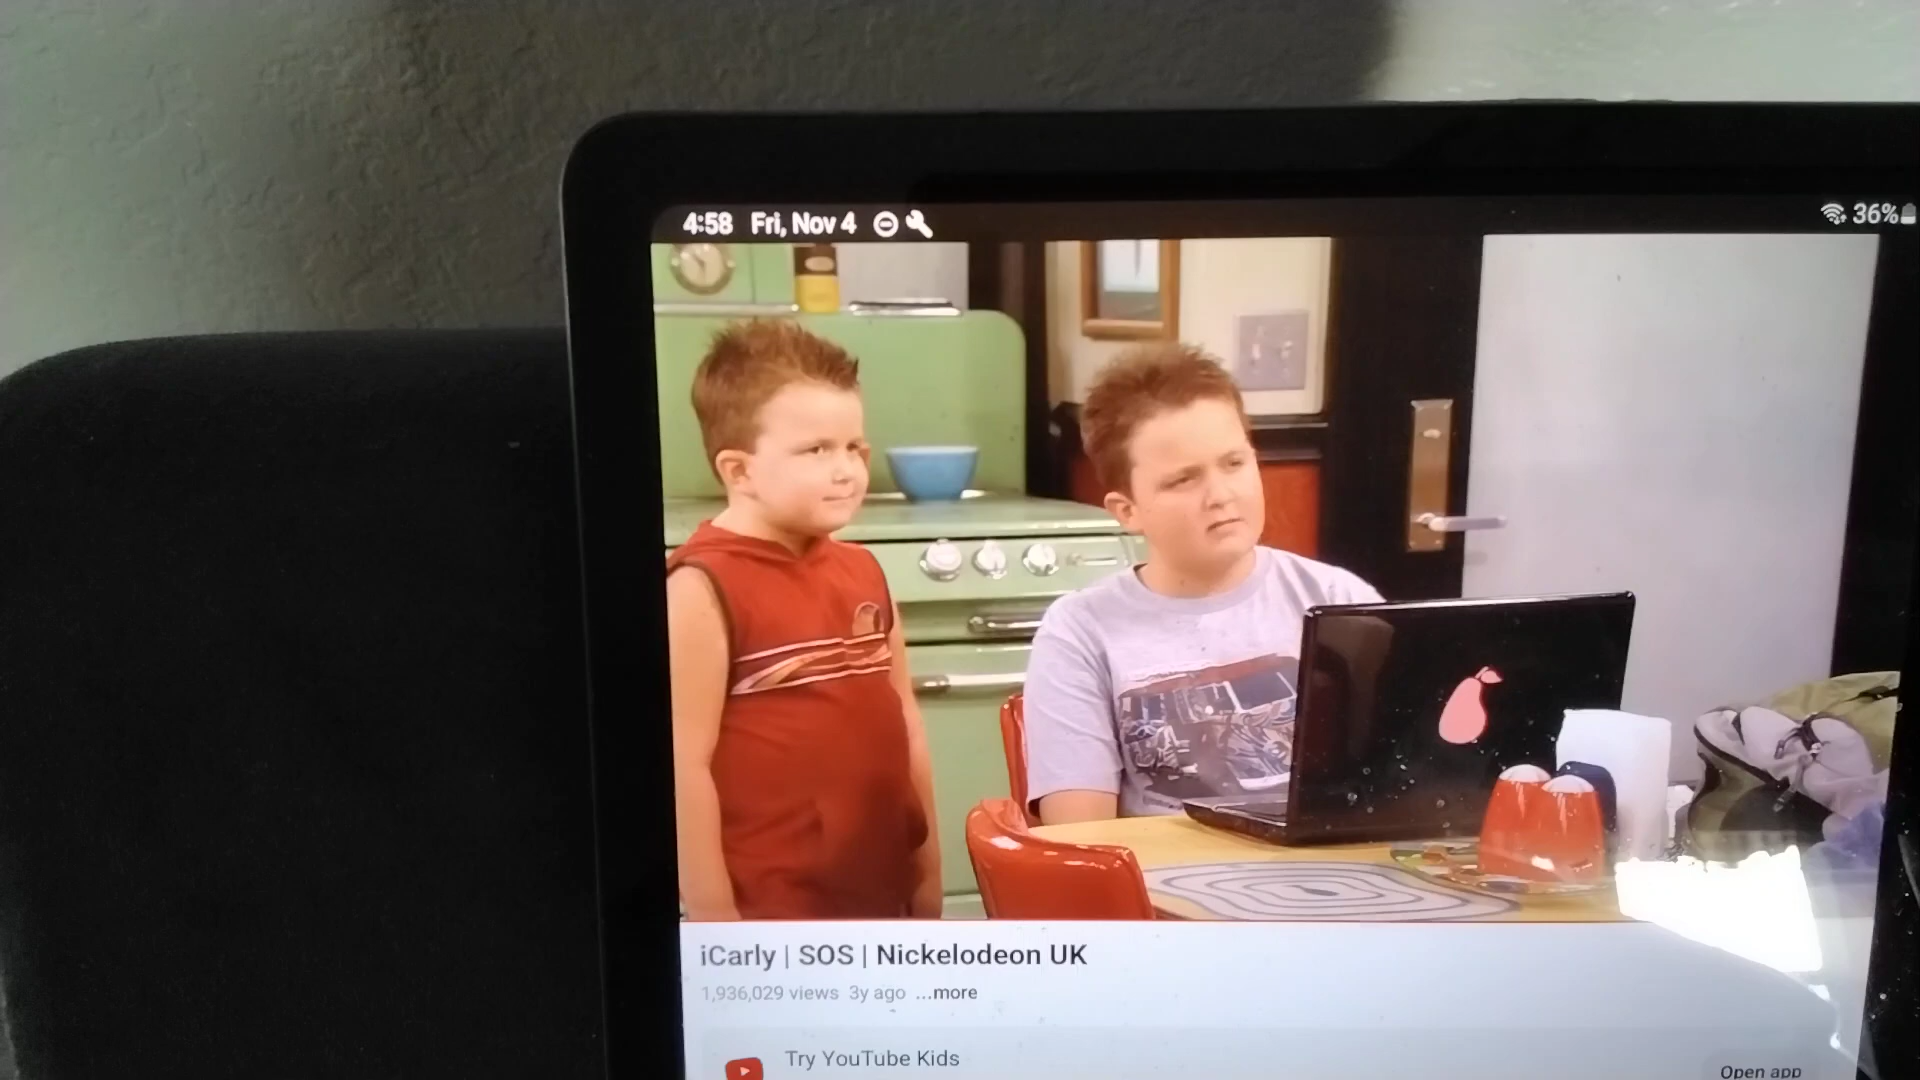 4:58 Fri, Nov 4
36%
iCarly | SOS | Nickelodeon UK
1,936,029 views 3y ago ...more
Try YouTube Kids
Open app